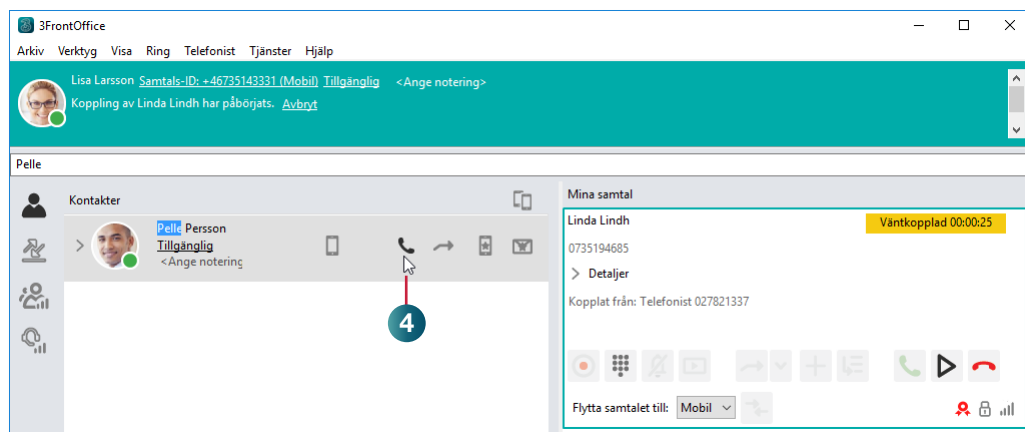 3FrontOffice
Arkiv Verktyg Visa Ring Telefonist Tjänster Hjälp
Lisa Larsson Samtals-ID: +46735143331 (Mobil) Tillgänglig <Ange notering>
Koppling av Linda Lindh har påbörjats. Avbryt
Pelle
Kontakter
Pelle Persson
Tillgänglig
<Ange notering
4
Mina samtal
Linda Lindh Väntkopplad 00:00:25
0735194685
Detaljer
Kopplat från: Telefonist 027821337
Flytta samtalet till: Mobil